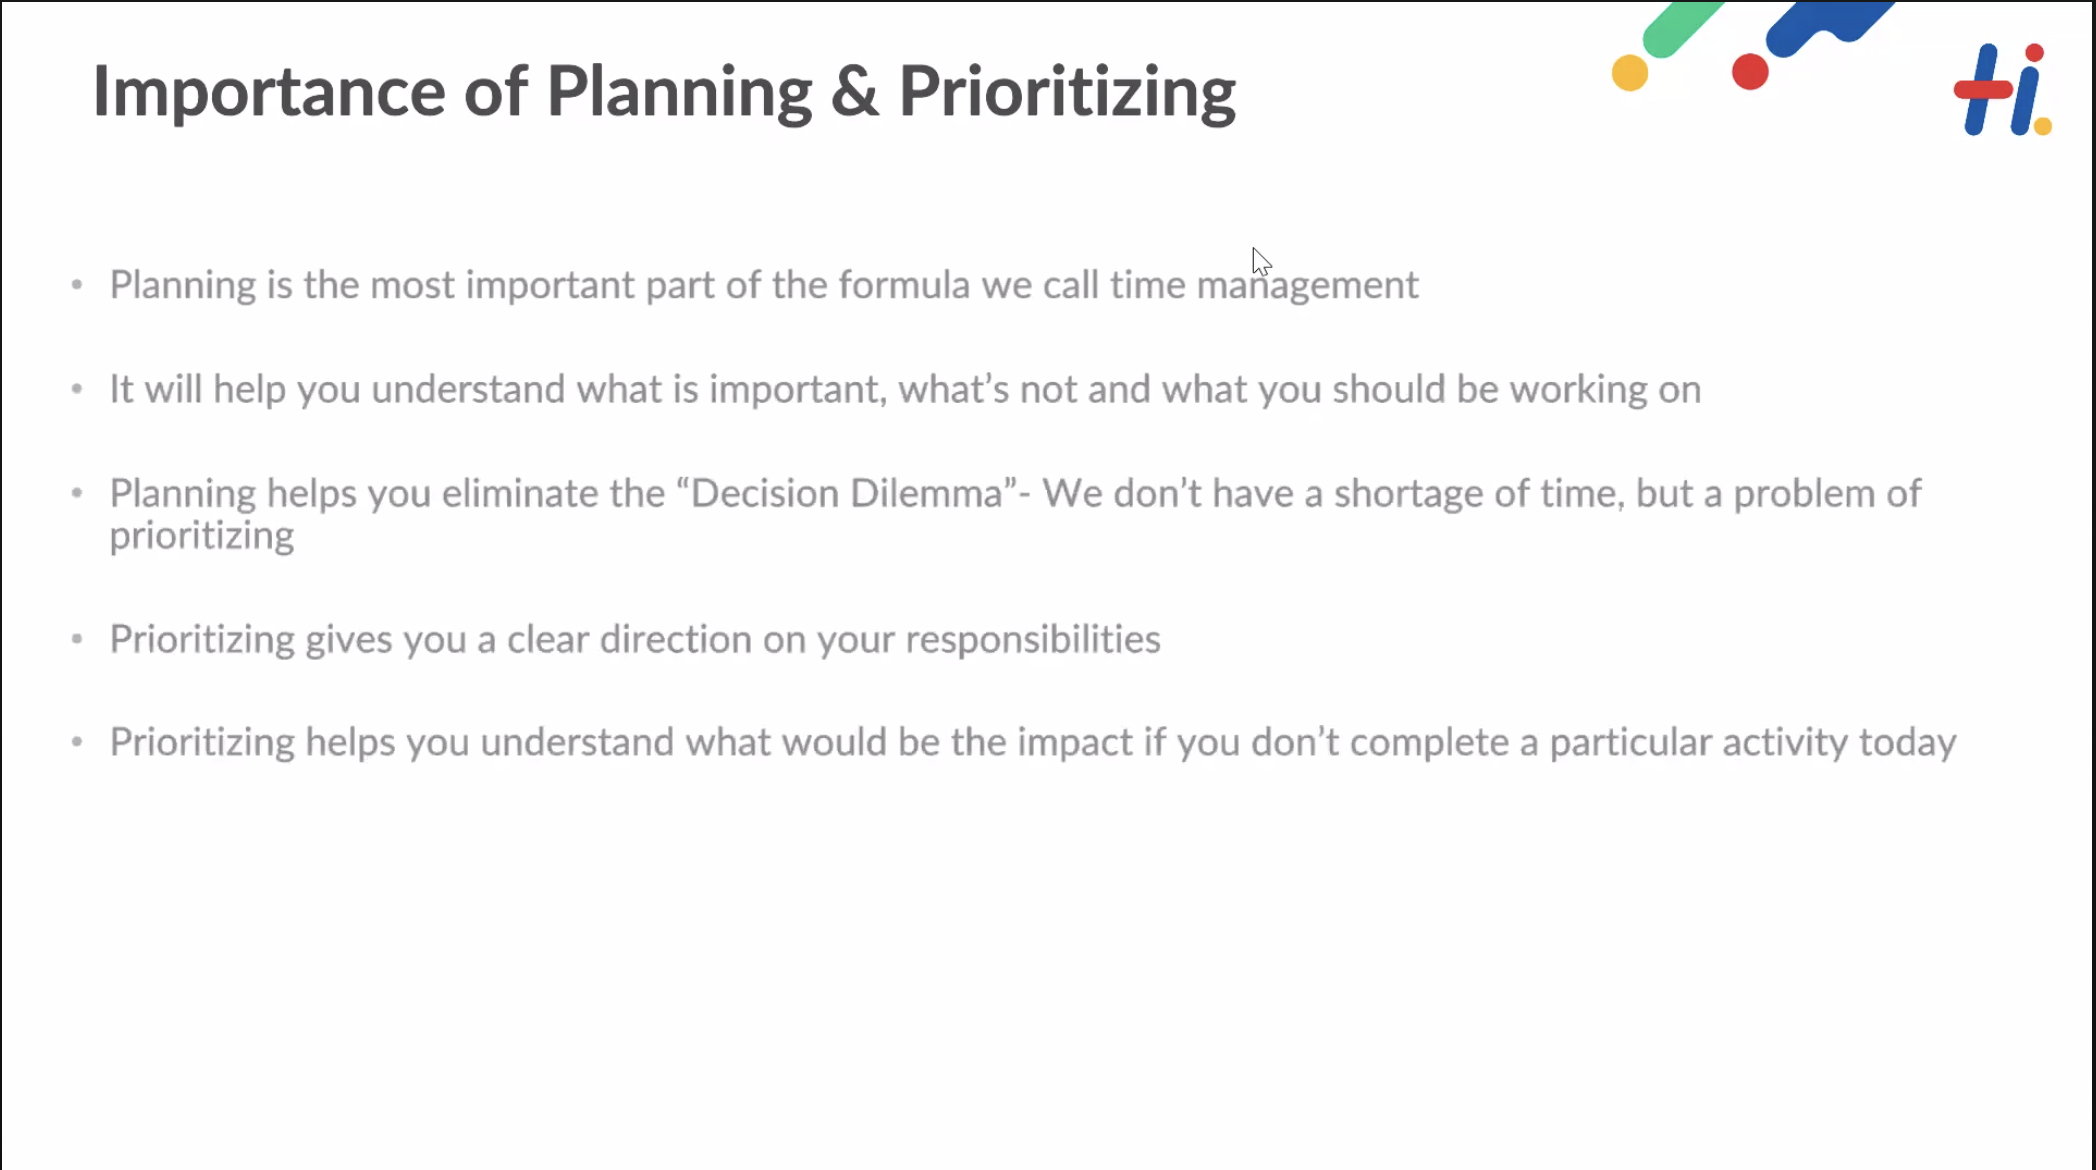 Importance of Planning & Prioritizing
Hi.
• Planning is the most important part of the formula we call time management
• It will help you understand what is important, what’s not and what you should be working on
• Planning helps you eliminate the “Decision Dilemma”- We don’t have a shortage of time, but a problem of
prioritizing
• Prioritizing gives you a clear direction on your responsibilities
• Prioritizing helps you understand what would be the impact if you don’t complete a particular activity today